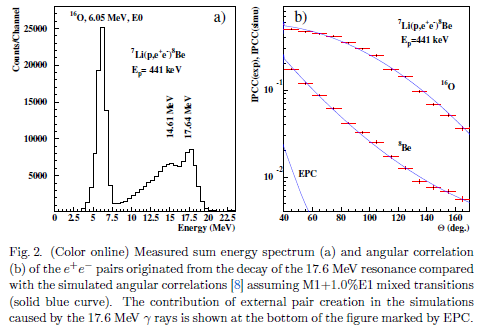 ¹⁶O, 6.05 MeV, E0
a)
⁷Li(p,e⁺e⁻)⁸Be
Eₚ= 441 keV
14.61 MeV
17.64 MeV
Counts/Channel
25000
20000
15000
10000
5000
0 2.5 5 7.5 10 12.5 15 17.5 20 22.5
Energy (MeV)
b)
⁷Li(p,e⁺e⁻)⁸Be
Eₚ=441 keV
¹⁶O
⁸Be
EPC
IPCC(exp), IPCC(simu)
10⁻¹
10⁻²
40 60 80 100 120 140 160
Θ (deg.)
Fig. 2. (Color online) Measured sum energy spectrum (a) and angular correlation
(b) of the e⁺e⁻ pairs originated from the decay of the 17.6 MeV resonance compared
with the simulated angular correlations [8] assuming M1+1.0%E1 mixed transitions
(solid blue curve). The contribution of external pair creation in the simulations
caused by the 17.6 MeV γ rays is shown at the bottom of the figure marked by EPC.